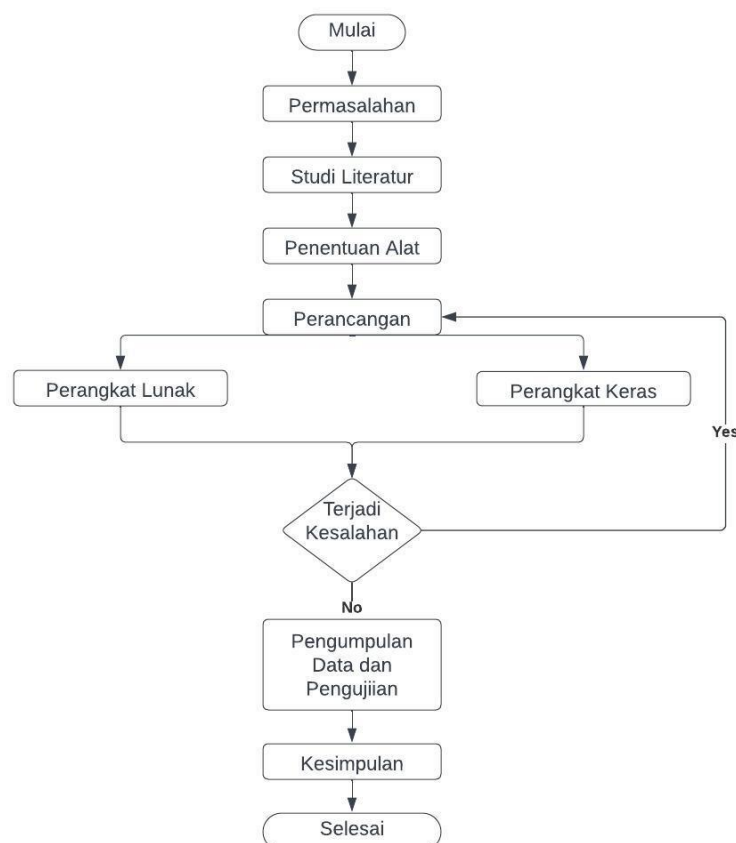 Mulai
Permasalahan
Studi Literatur
Penentuan Alat
Perancangan
Perangkat Lunak
Perangkat Keras
Yes
Terjadi
Kesalahan
No
Pengumpulan
Data dan
Pengujiian
Kesimpulan
Selesai